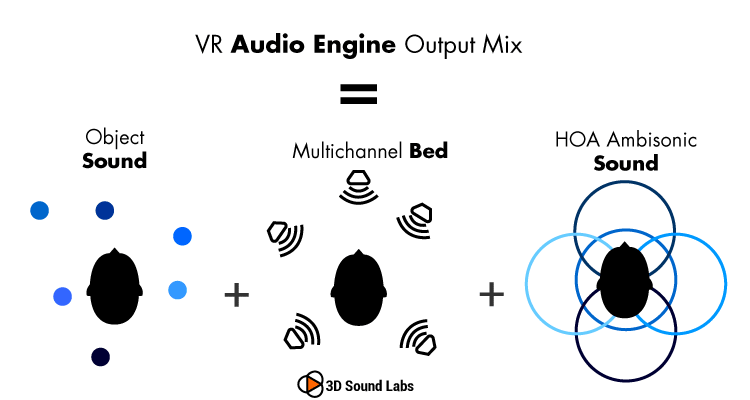 VR Audio Engine Output Mix
=
Object
Sound
Multichannel Bed
HOA Ambisonic
Sound
+
+
3D Sound Labs